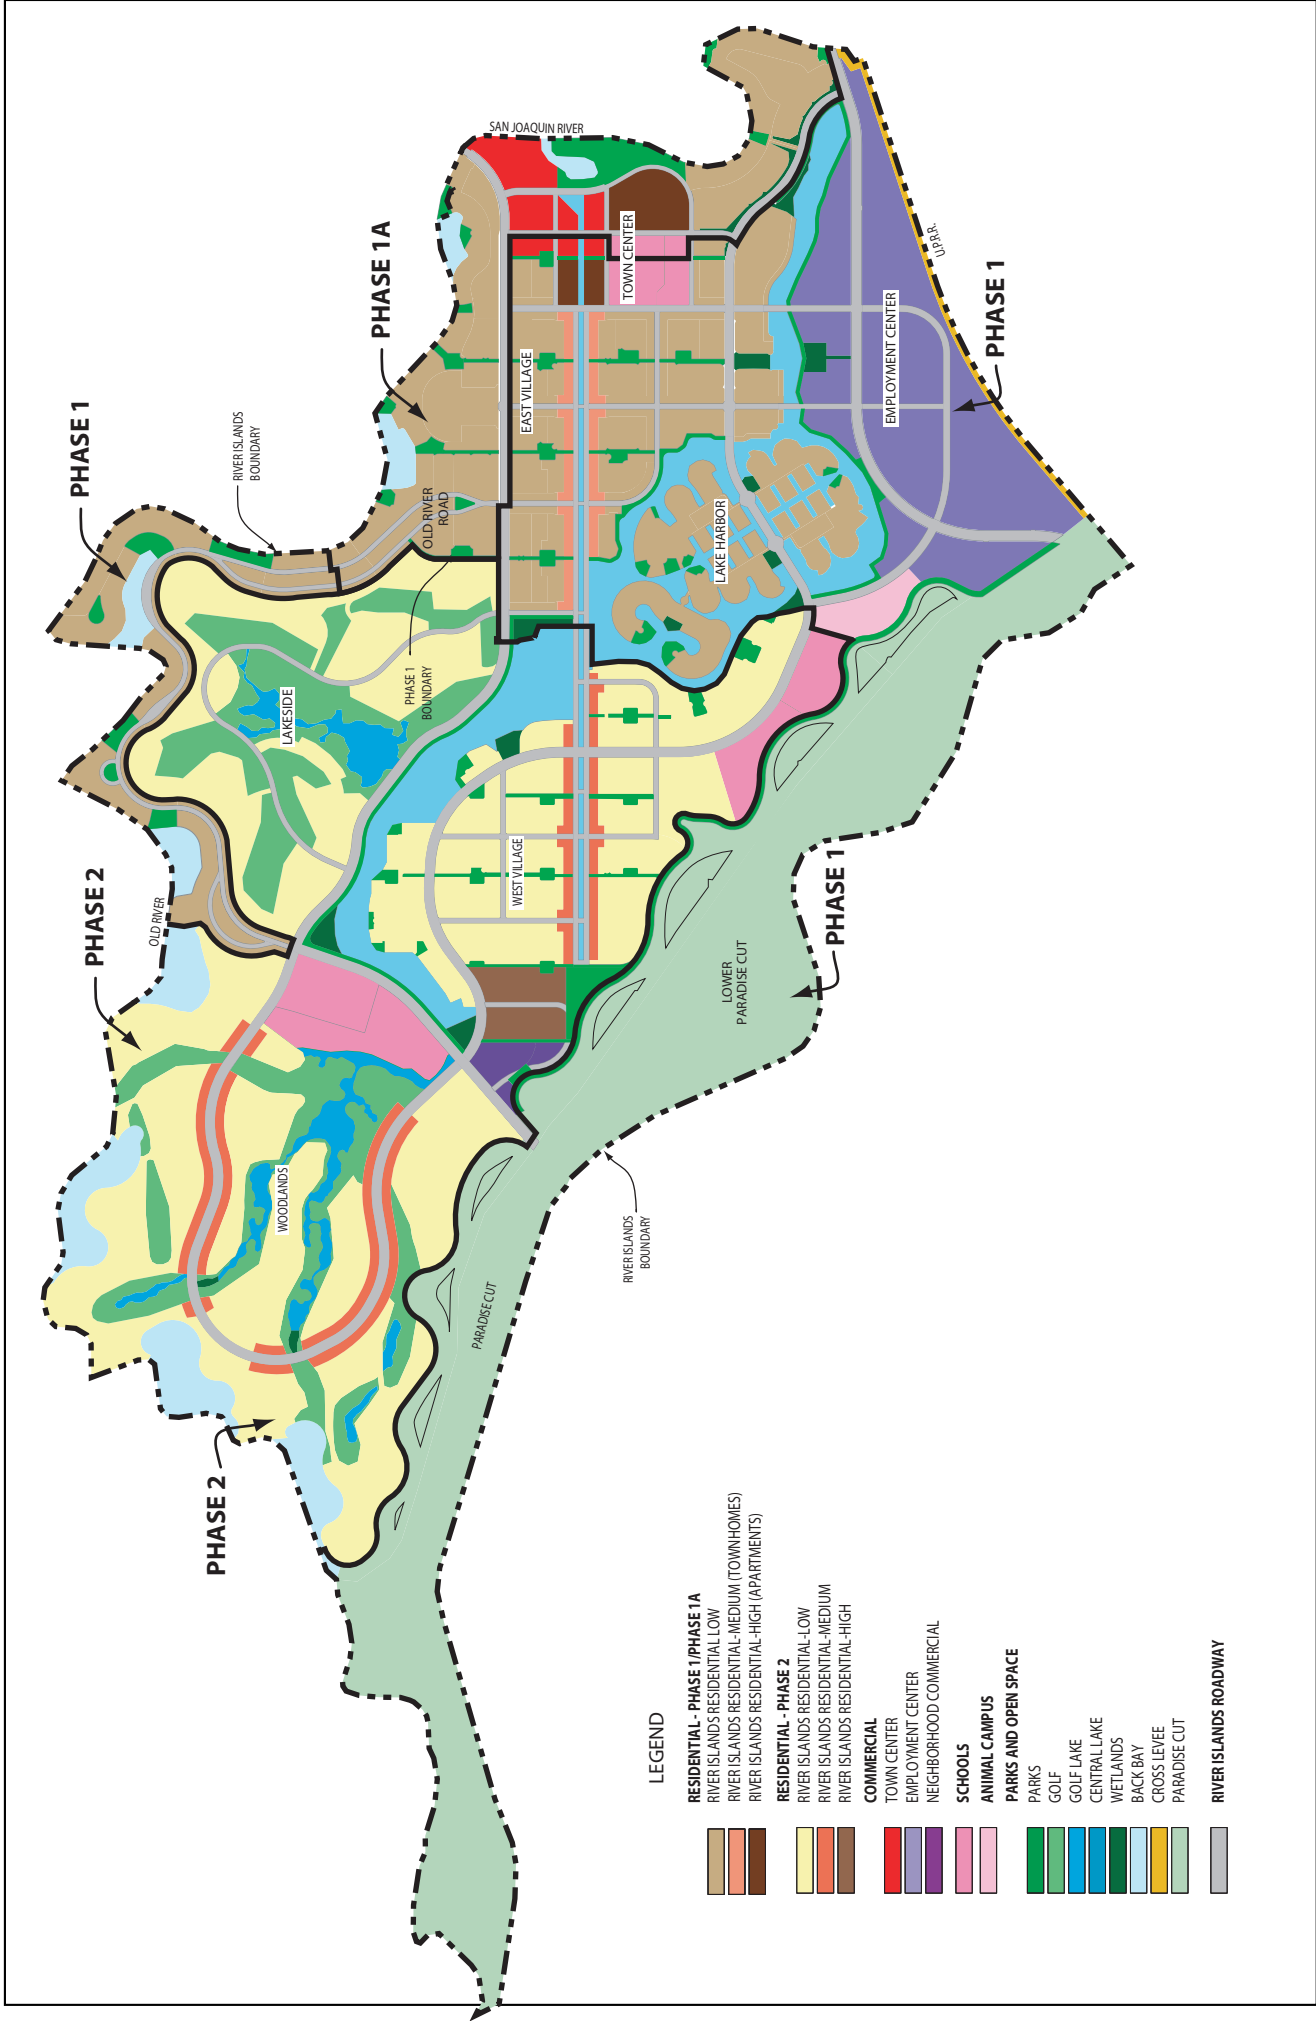 SAN JOAQUIN RIVER
PHASE 1A
TOWN CENTER
U.P.R.R.
PHASE 1
EMPLOYMENT CENTER
EAST VILLAGE
PHASE 1
RIVER ISLANDS
BOUNDARY
OLD RIVER
ROAD
LAKE HARBOR
PHASE 1
BOUNDARY
LAKESIDE
WEST VILLAGE
PHASE 2
OLD RIVER
PHASE 1
LOWER
PARADISE CUT
WOODLANDS
RIVER ISLANDS
BOUNDARY
PARADISE CUT
PHASE 2
LEGEND
RESIDENTIAL - PHASE 1/PHASE 1A
RIVER ISLANDS RESIDENTIAL LOW
RIVER ISLANDS RESIDENTIAL-MEDIUM (TOWNHOMES)
RIVER ISLANDS RESIDENTIAL-HIGH (APARTMENTS)
RESIDENTIAL - PHASE 2
RIVER ISLANDS RESIDENTIAL-LOW
RIVER ISLANDS RESIDENTIAL-MEDIUM
RIVER ISLANDS RESIDENTIAL-HIGH
COMMERCIAL
TOWN CENTER
EMPLOYMENT CENTER
NEIGHBORHOOD COMMERCIAL
SCHOOLS
ANIMAL CAMPUS
PARKS AND OPEN SPACE
PARKS
GOLF
GOLF LAKE
CENTRAL LAKE
WETLANDS
BACK BAY
CROSS LEVEE
PARADISE CUT
RIVER ISLANDS ROADWAY